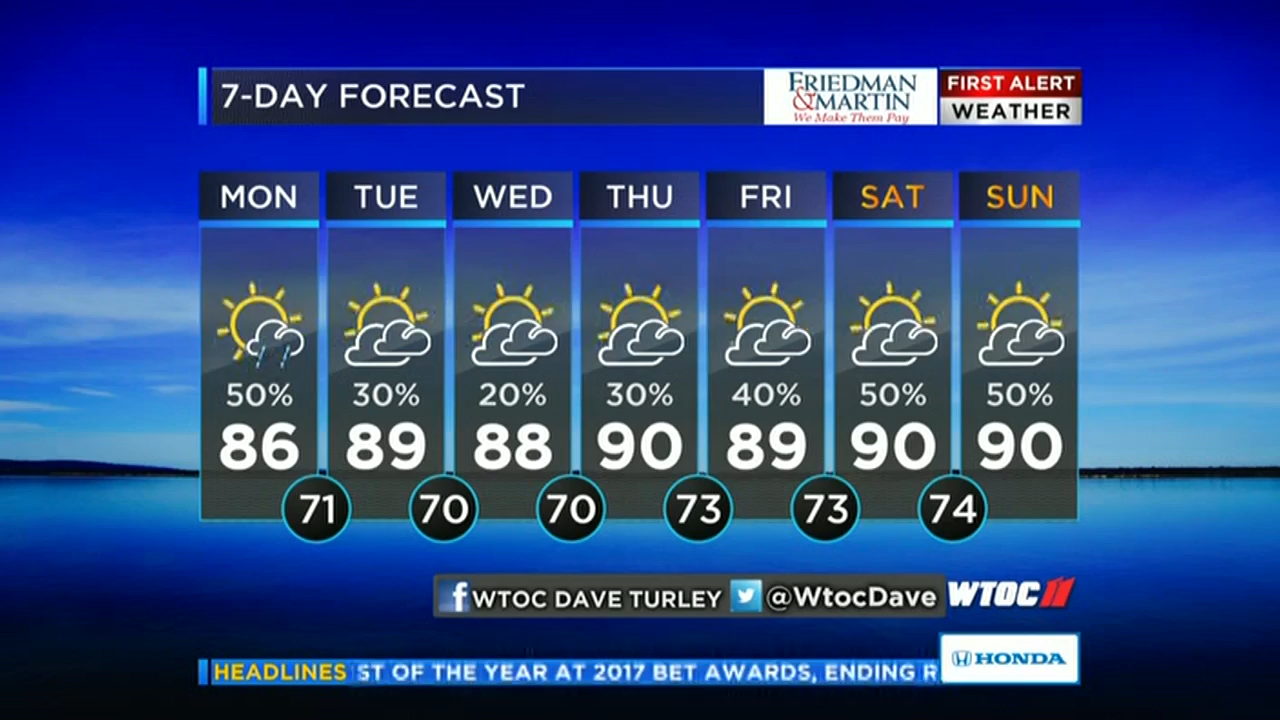 7-DAY FORECAST
FRIEDMAN
& MARTIN
We Make Them Pay
FIRST ALERT
WEATHER
MON TUE WED THU FRI SAT SUN
50% 30% 20% 30% 40% 50% 50%
86 89 88 90 89 90 90
71 70 70 73 73 74
f WTOC DAVE TURLEY @WtocDave WTOC 11
HEADLINES ST OF THE YEAR AT 2017 BET AWARDS, ENDING R
HONDA